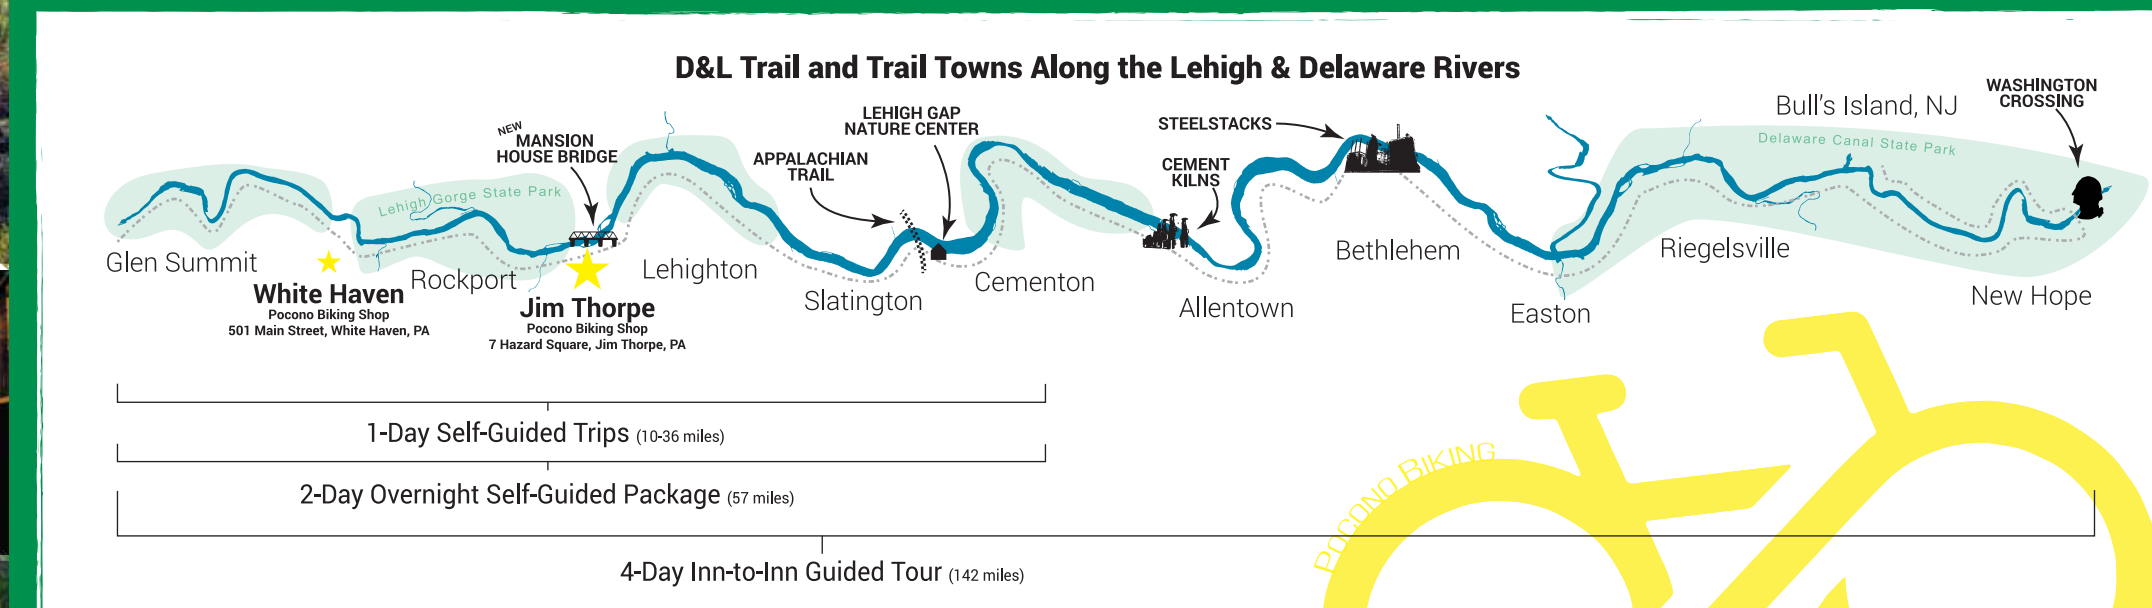 D&L Trail and Trail Towns Along the Lehigh & Delaware Rivers
NEW
MANSION
HOUSE BRIDGE
APPALACHIAN
TRAIL
LEHIGH GAP
NATURE CENTER
STEELSTACKS
CEMENT
KILNS
Bull's Island, NJ
WASHINGTON
CROSSING
Lehigh Gorge State Park
Delaware Canal State Park
Glen Summit
White Haven
Pocono Biking Shop
501 Main Street, White Haven, PA
Rockport
Jim Thorpe
Pocono Biking Shop
7 Hazard Square, Jim Thorpe, PA
Lehighton
Slatington
Cementon
Allentown
Bethlehem
Easton
Riegelsville
New Hope
1-Day Self-Guided Trips (10-36 miles)
2-Day Overnight Self-Guided Package (57 miles)
4-Day Inn-to-Inn Guided Tour (142 miles)
POCONO BIKING